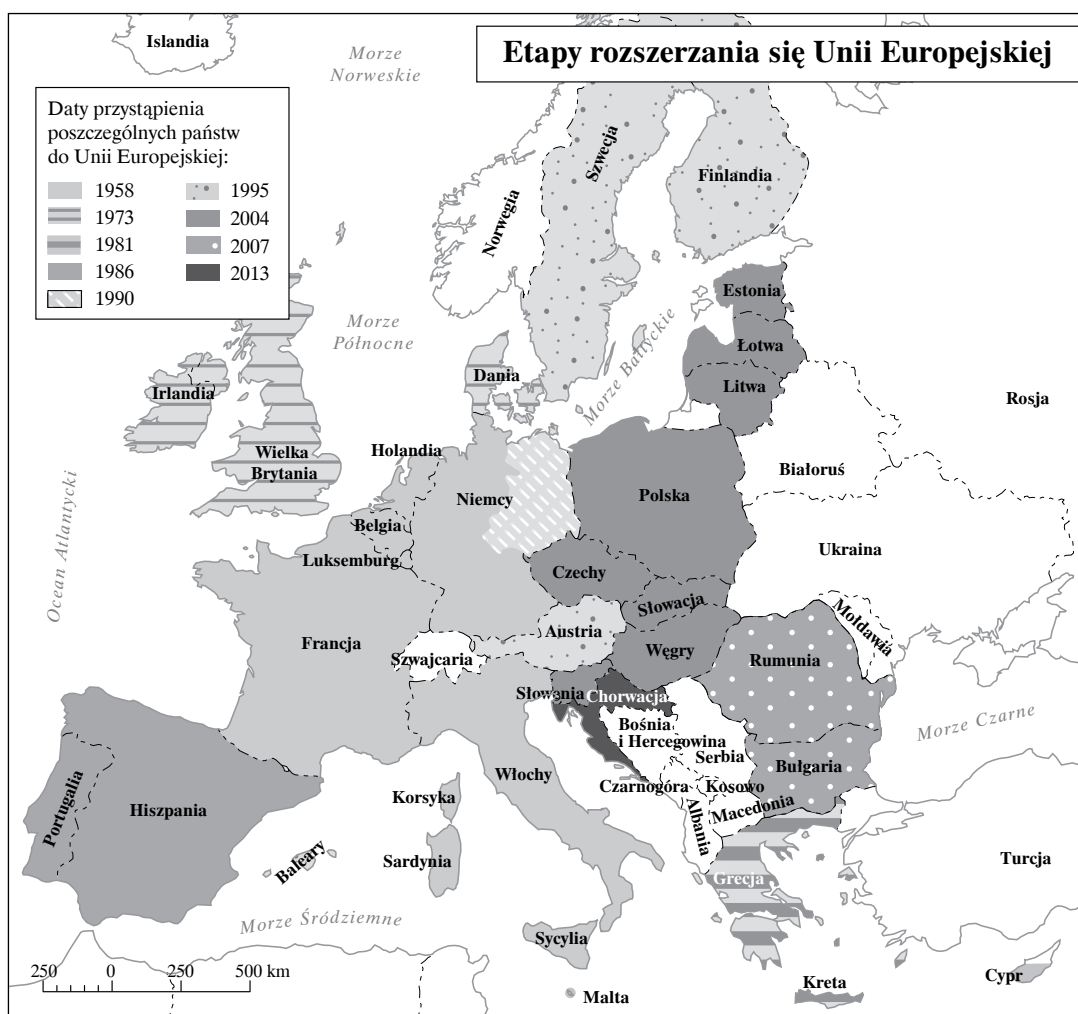 Etapy rozszerzania się Unii Europejskiej
Daty przystąpienia
poszczególnych państw
do Unii Europejskiej:
1958
1973
1981
1986
1990
1995
2004
2007
2013
Islandia
Morze
Norweskie
Szwecja
Finlandia
Norwegia
Estonia
Łotwa
Litwa
Morze Bałtyckie
Morze
Północne
Dania
Irlandia
Wielka
Brytania
Holandia
Rosja
Białoruś
Niemcy
Polska
Ocean Atlantycki
Belgia
Luksemburg
Ukraina
Czechy
Słowacja
Mołdawia
Francja
Austria
Szwajcaria
Węgry
Rumunia
Słowenia
Chorwacja
Bośnia
i Hercegowina
Serbia
Morze Czarne
Włochy
Bułgaria
Czarnogóra
Kosowo
Macedonia
Albania
Portugalia
Hiszpania
Korsyka
Sardynia
Baleary
Turcja
Grecja
Morze Śródziemne
Sycylia
250 0 250 500 km
Malta
Kreta
Cypr